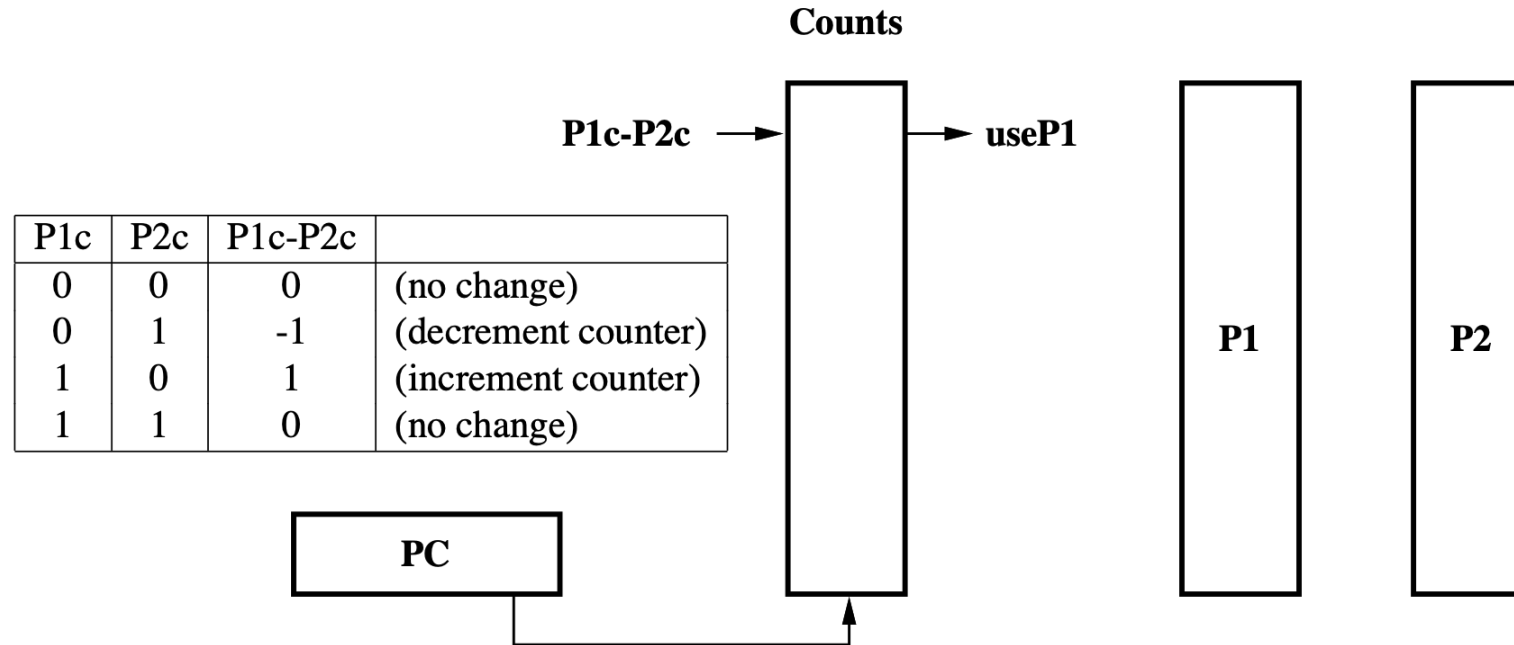 Counts
P1c-P2c
useP1
P1c P2c P1c-P2c
0 0 0 (no change)
0 1 -1 (decrement counter)
1 0 1 (increment counter)
1 1 0 (no change)
P1
P2
PC